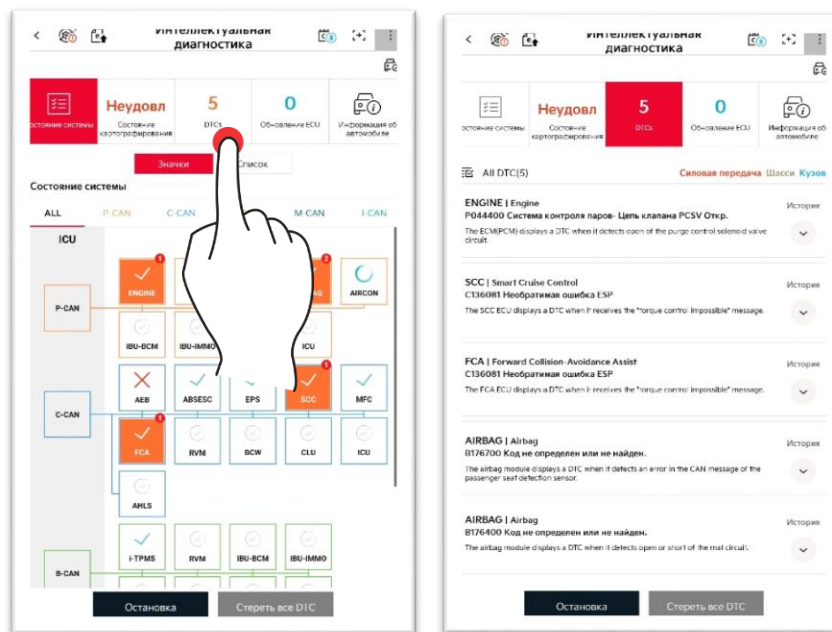 Интеллектуальная
диагностика
Неудовл
5
0
Состояние системы
Состояние
картографирования
DTCs
Обновление ECU
Информация об
автомобиле
Значки
Список
Состояние системы
ALL
P-CAN
C-CAN
M-CAN
I-CAN
ICU
P-CAN
1
ENGINE
2
AIRCON
IBU-BCM
IBU-IMMO
ICU
C-CAN
AEB
ABSESC
EPS
1
SCC
MFC
1
FCA
RVM
BCW
CLU
ICU
AHLS
B-CAN
i-TPMS
RVM
IBU-BCM
IBU-IMMO
Остановка
Стереть все DTC
Интеллектуальная
диагностика
Неудовл
5
0
Состояние системы
Состояние
картографирования
DTCs
Обновление ECU
Информация об
автомобиле
All DTC(5)
Силовая передача Шасси Кузов
ENGINE | Engine
История
P044400 Система контроля паров- Цепь клапана PCSV Откр.
The ECM(PCM) displays a DTC when it detects open of the purge control solenoid valve
circuit.
SCC | Smart Cruise Control
История
C136081 Необратимая ошибка ESP
The SCC ECU displays a DTC when it receives the "torque control impossible" message.
FCA | Forward Collision-Avoidance Assist
История
C136081 Необратимая ошибка ESP
The FCA ECU displays a DTC when it receives the "torque control impossible" message.
AIRBAG | Airbag
История
B176700 Код не определен или не найден.
The airbag module displays a DTC when it detects an error in the CAN message of the
passenger seat detection sensor.
AIRBAG | Airbag
История
B176400 Код не определен или не найден.
The airbag module displays a DTC when it detects open or short of the mat circuit.
Остановка
Стереть все DTC